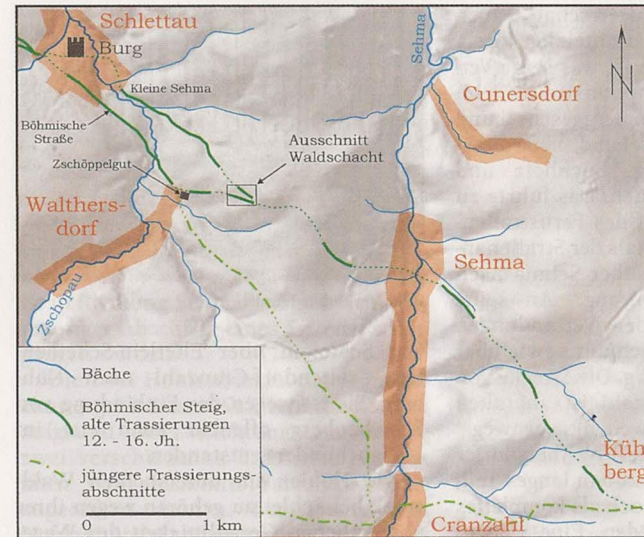 Schlettau
Burg
Kleine Sehma
Böhmische
Straße
Zschöppelgut
Ausschnitt
Waldschacht
Walthers-
dorf
Zschopau
Sehma
N
Cunersdorf
Sehma
Küh
berg
Cranzahl
Bäche
Böhmischer Steig,
alte Trassierungen
12. - 16. Jh.
jüngere Trassierungs-
abschnitte
0 1 km